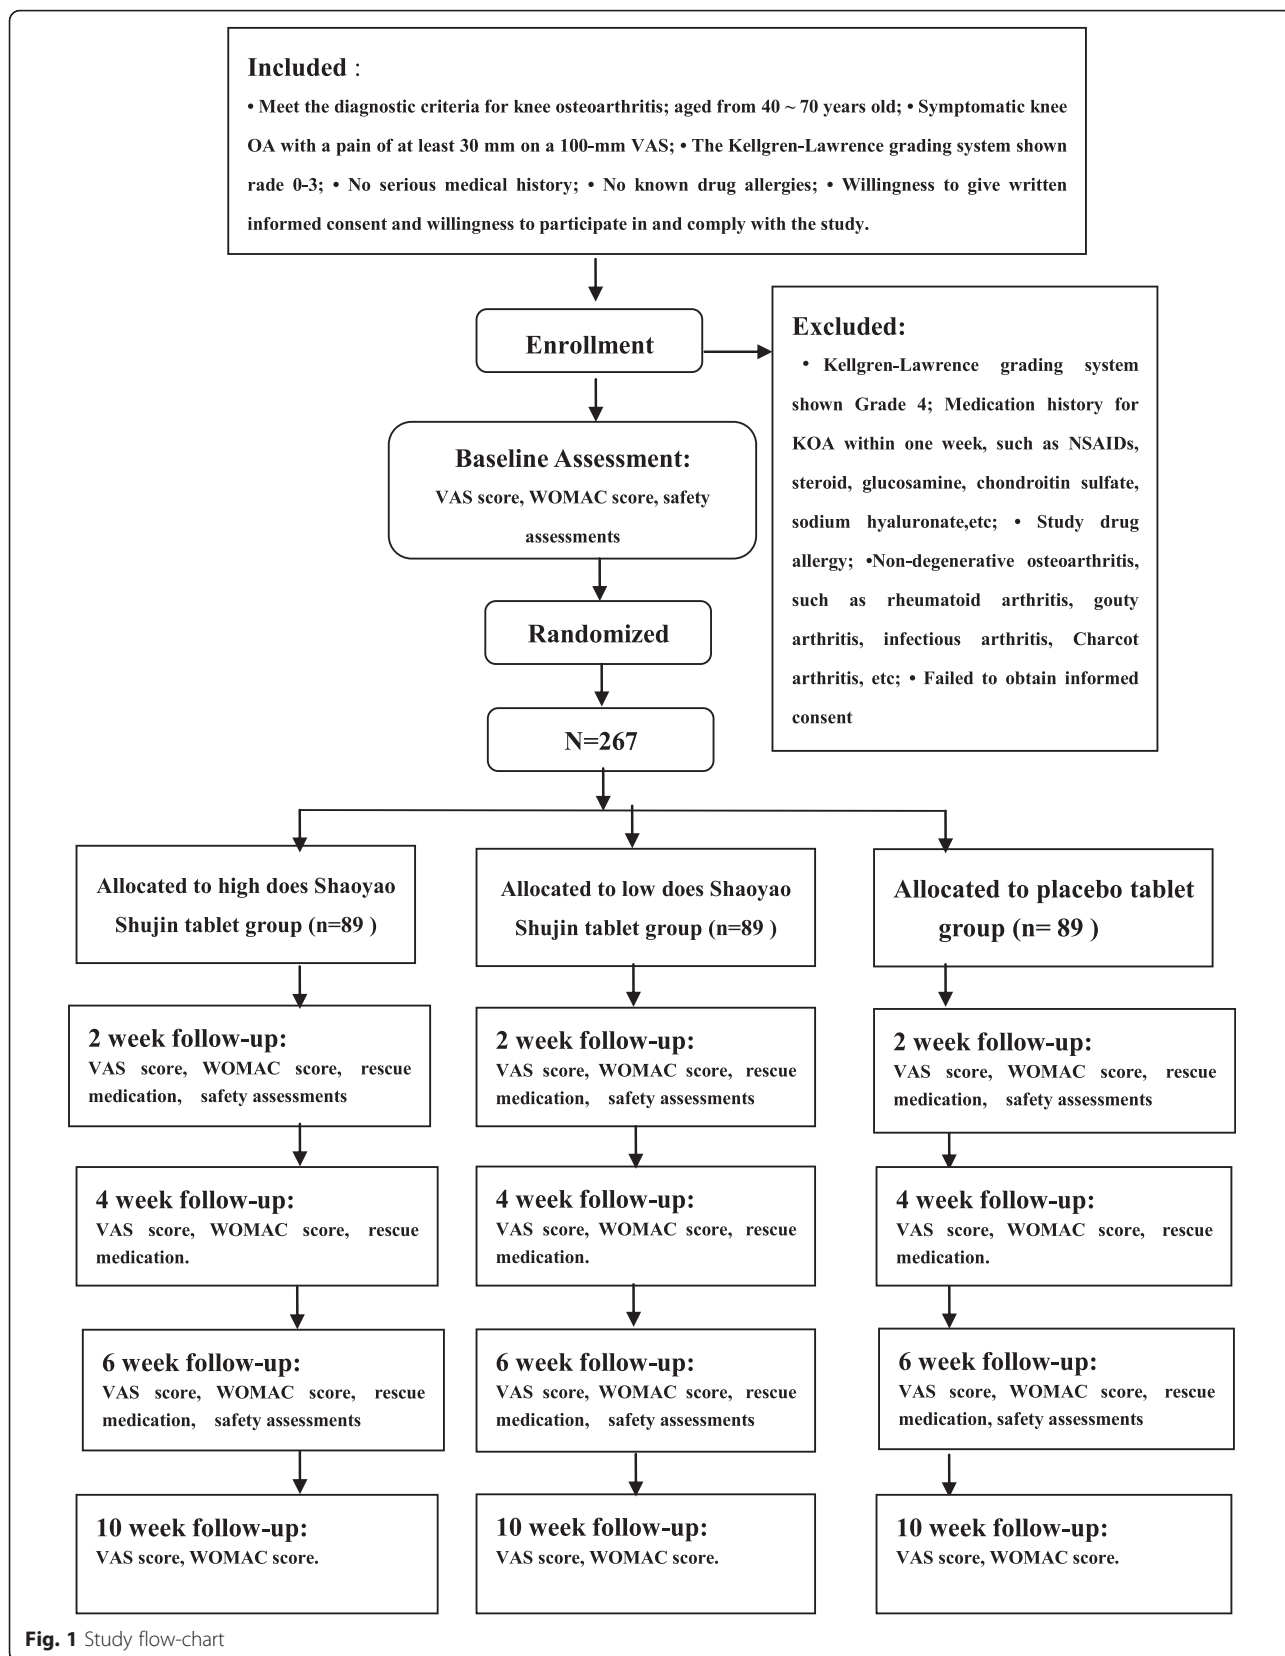 Included :
• Meet the diagnostic criteria for knee osteoarthritis; aged from 40 ~ 70 years old; • Symptomatic knee
OA with a pain of at least 30 mm on a 100-mm VAS; • The Kellgren-Lawrence grading system shown
rade 0-3; • No serious medical history; • No known drug allergies; • Willingness to give written
informed consent and willingness to participate in and comply with the study.
Enrollment
Excluded:
• Kellgren-Lawrence grading system
shown Grade 4; Medication history for
KOA within one week, such as NSAIDs,
steroid, glucosamine, chondroitin sulfate,
sodium hyaluronate,etc; • Study drug
allergy; •Non-degenerative osteoarthritis,
such as rheumatoid arthritis, gouty
arthritis, infectious arthritis, Charcot
arthritis, etc; • Failed to obtain informed
consent
Baseline Assessment:
VAS score, WOMAC score, safety
assessments
Randomized
N=267
Allocated to high does Shaoyao
Shujin tablet group (n=89 )
Allocated to low does Shaoyao
Shujin tablet group (n=89 )
Allocated to placebo tablet
group (n= 89 )
2 week follow-up:
VAS score, WOMAC score, rescue
medication, safety assessments
2 week follow-up:
VAS score, WOMAC score, rescue
medication, safety assessments
2 week follow-up:
VAS score, WOMAC score, rescue
medication, safety assessments
4 week follow-up:
VAS score, WOMAC score, rescue
medication.
4 week follow-up:
VAS score, WOMAC score, rescue
medication.
4 week follow-up:
VAS score, WOMAC score, rescue
medication.
6 week follow-up:
VAS score, WOMAC score, rescue
medication, safety assessments
6 week follow-up:
VAS score, WOMAC score, rescue
medication, safety assessments
6 week follow-up:
VAS score, WOMAC score, rescue
medication, safety assessments
10 week follow-up:
VAS score, WOMAC score.
10 week follow-up:
VAS score, WOMAC score.
10 week follow-up:
VAS score, WOMAC score.
Fig. 1 Study flow-chart